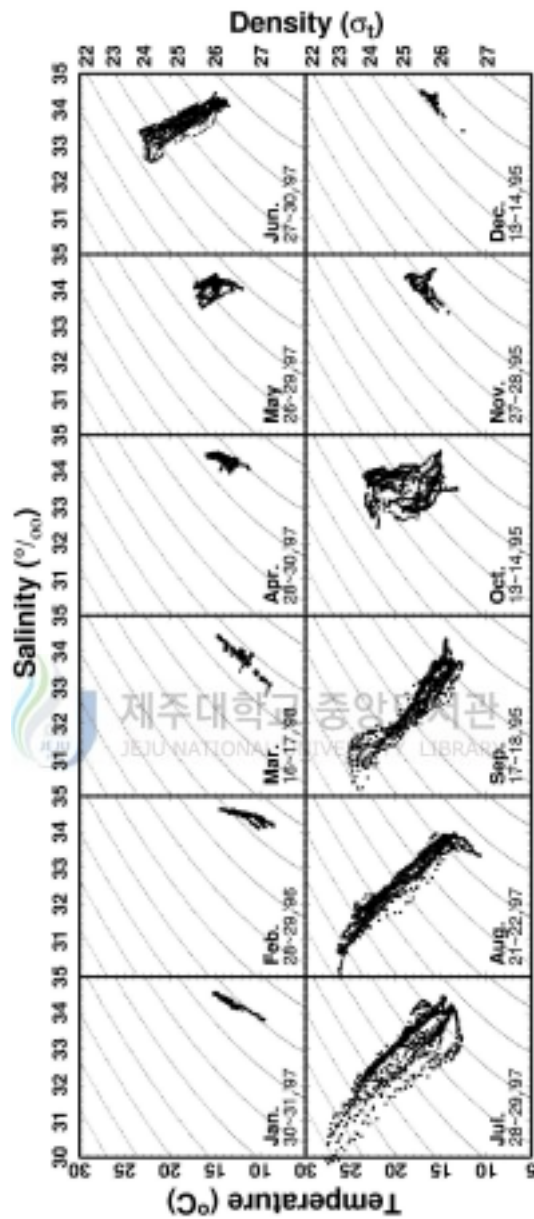 Salinity (°/oo)
30 31 32 33 34 35 31 32 33 34 35 31 32 33 34 35 31 32 33 34 35 31 32 33 34 35 31 32 33 34 35
Temperature (°C)
30
25
20
15
10
30
25
20
15
10
5
Density (σt)
22
23
24
25
26
27
22
23
24
25
26
27
Jan.
30~31,'97
Feb.
28~29,'96
Mar.
16~17,'98
Apr.
28~30,'97
May
26~29,'97
Jun.
27~30,'97
Jul.
28~29,'97
Aug.
21~22,'97
Sep.
17~18,'95
Oct.
13~14,'95
Nov.
27~28,'95
Dec.
13~14,'95
제주대학교 중앙도서관
JEJU NATIONAL UNIVERSITY LIBRARY